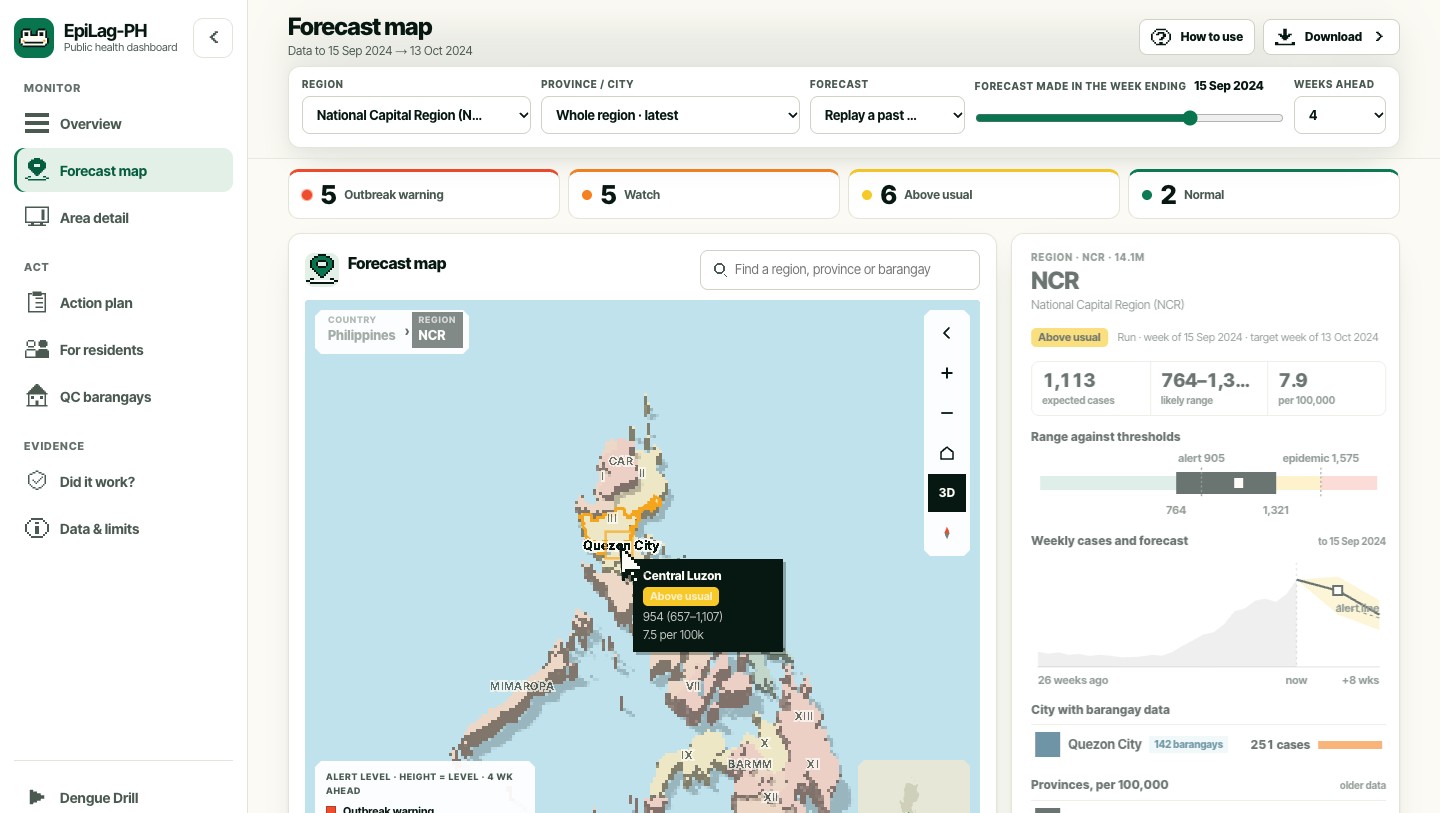 EpiLag-PH
Public health dashboard
MONITOR
Overview
Forecast map
Area detail
ACT
Action plan
For residents
QC barangays
EVIDENCE
Did it work?
Data & limits
Dengue Drill
Forecast map
Data to 15 Sep 2024 → 13 Oct 2024
How to use
Download
REGION
National Capital Region (N...
PROVINCE / CITY
Whole region · latest
FORECAST
Replay a past ...
FORECAST MADE IN THE WEEK ENDING 15 Sep 2024
WEEKS AHEAD
4
5 Outbreak warning
5 Watch
6 Above usual
2 Normal
Forecast map
Find a region, province or barangay
COUNTRY
Philippines
›
REGION
NCR
3D
CAR
I
II
III
Quezon City
Central Luzon
Above usual
954 (657–1,107)
7.5 per 100k
MIMAROPA
VII
XIII
IX
X
BARMM
XI
XII
ALERT LEVEL · HEIGHT = LEVEL · 4 WK
AHEAD
Outbreak warning
REGION · NCR · 14.1M
NCR
National Capital Region (NCR)
Above usual
Run · week of 15 Sep 2024 · target week of 13 Oct 2024
1,113
expected cases
764–1,3...
likely range
7.9
per 100,000
Range against thresholds
alert 905
epidemic 1,575
764
1,321
Weekly cases and forecast
to 15 Sep 2024
alert line
26 weeks ago
now
+8 wks
City with barangay data
Quezon City
142 barangays
251 cases
Provinces, per 100,000
older data